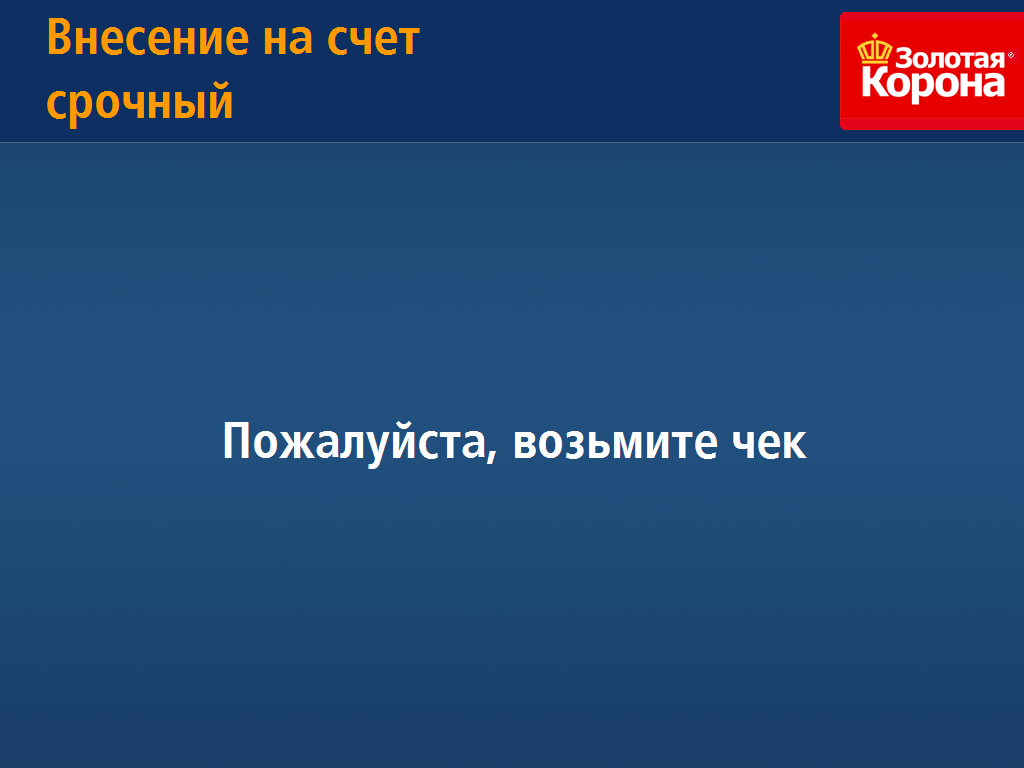 Внесение на счет
срочный
Золотая
Корона
Пожалуйста, возьмите чек